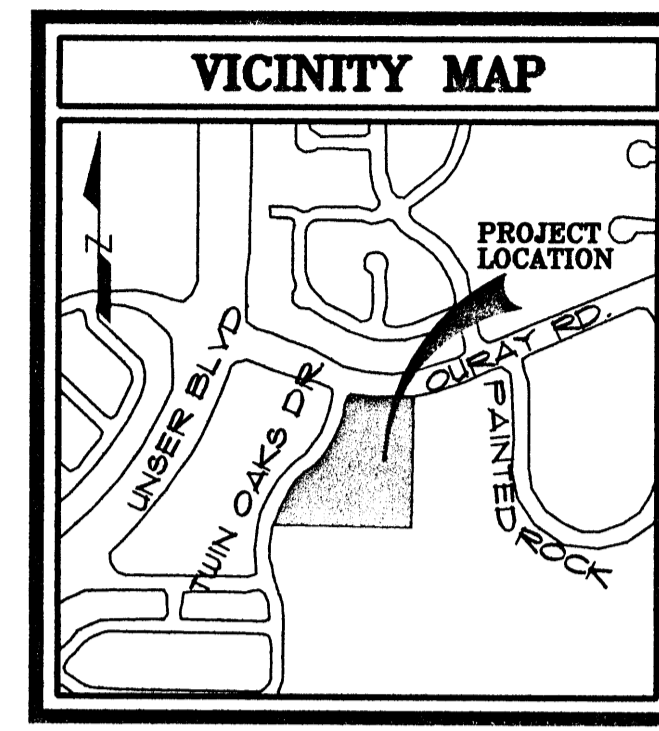 VICINITY MAP
Z
PROJECT
LOCATION
OURAY RD.
UNSER BLVD
TWIN OAKS DR
PAINTED ROCK